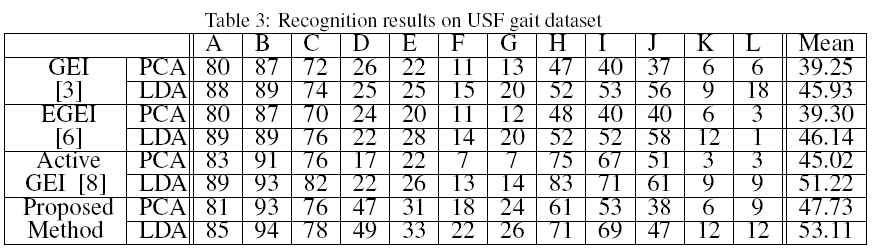 Table 3: Recognition results on USF gait dataset
A B C D E F G H I J K L Mean
GEI PCA 80 87 72 26 22 11 13 47 40 37 6 6 39.25
[3] LDA 88 89 74 25 25 15 20 52 53 56 9 18 45.93
EGEI PCA 80 87 70 24 20 11 12 48 40 40 6 3 39.30
[6] LDA 89 89 76 22 28 14 20 52 52 58 12 1 46.14
Active PCA 83 91 76 17 22 7 7 75 67 51 3 3 45.02
GEI [8] LDA 89 93 82 22 26 13 14 83 71 61 9 9 51.22
Proposed PCA 81 93 76 47 31 18 24 61 53 38 6 9 47.73
Method LDA 85 94 78 49 33 22 26 71 69 47 12 12 53.11